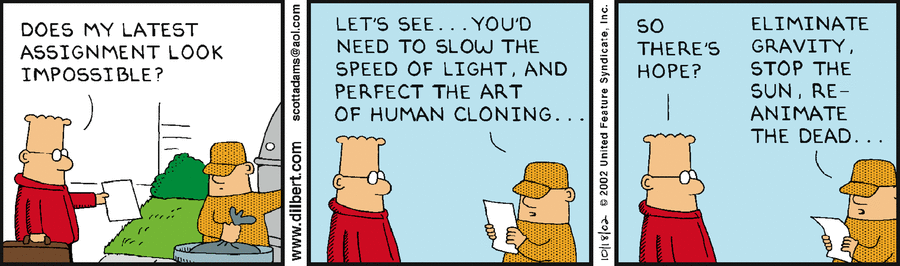 DOES MY LATEST
ASSIGNMENT LOOK
IMPOSSIBLE?
www.dilbert.com
scottadams@aol.com
LET'S SEE...YOU'D
NEED TO SLOW THE
SPEED OF LIGHT, AND
PERFECT THE ART
OF HUMAN CLONING...
10/18/02
© 2002 United Feature Syndicate, Inc.
SO
THERE'S
HOPE?
ELIMINATE
GRAVITY,
STOP THE
SUN, RE-
ANIMATE
THE DEAD...